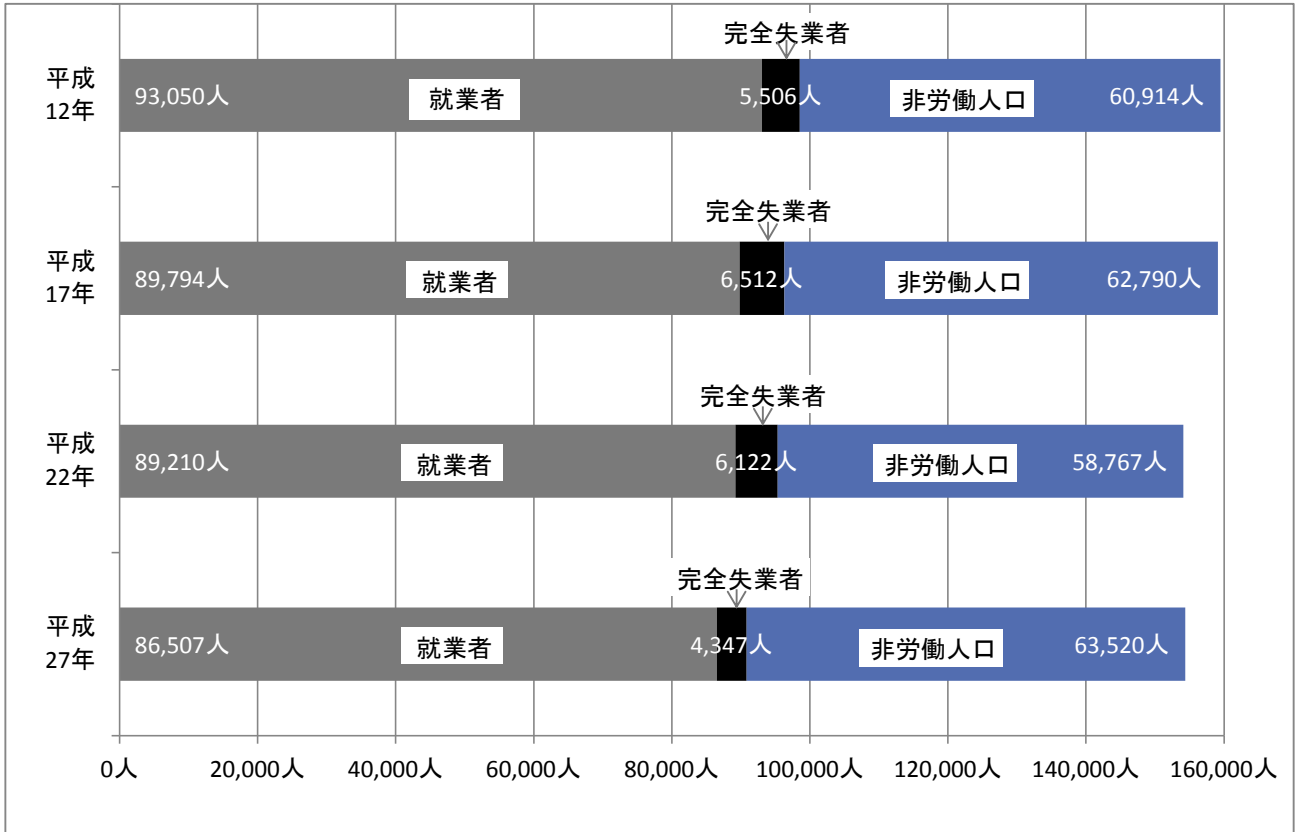 完全失業者
平成
12年
93,050人 就業者 5,506人 非労働人口 60,914人
完全失業者
平成
17年
89,794人 就業者 6,512人 非労働人口 62,790人
完全失業者
平成
22年
89,210人 就業者 6,122人 非労働人口 58,767人
完全失業者
平成
27年
86,507人 就業者 4,347人 非労働人口 63,520人
0人 20,000人 40,000人 60,000人 80,000人 100,000人 120,000人 140,000人 160,000人